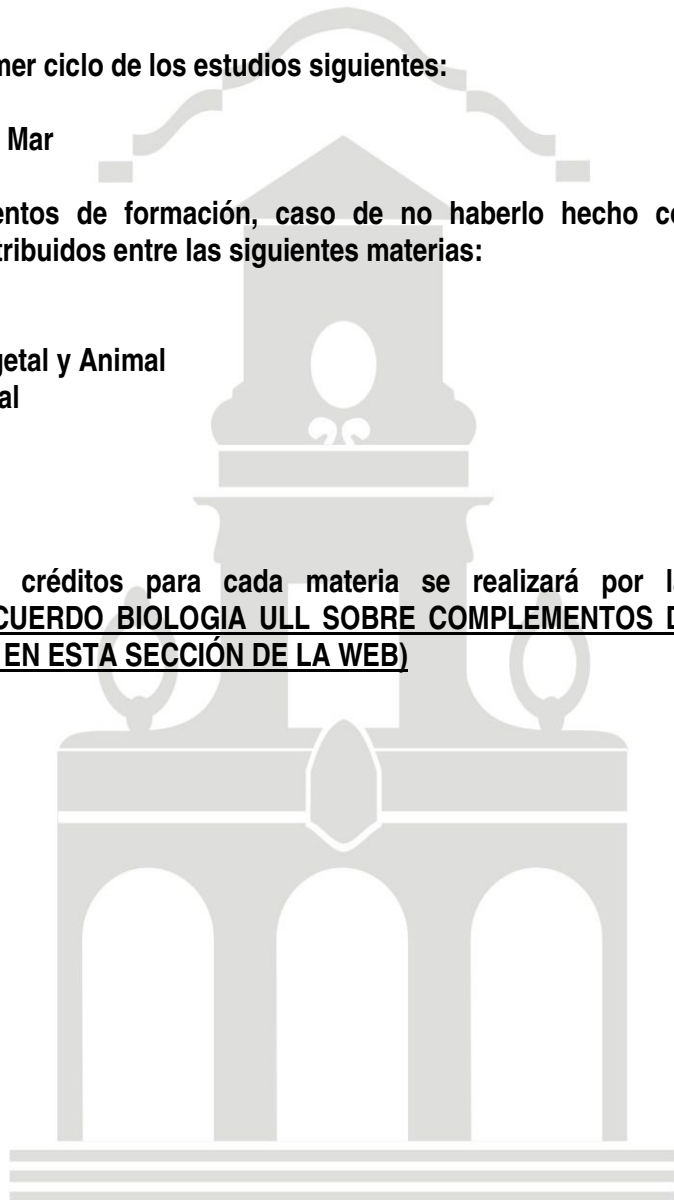 mer ciclo de los estudios siguientes:
Mar
entos de formación, caso de no haberlo hecho
tribuidos entre las siguientes materias:
getal y Animal
al
créditos para cada materia se realizará por
CUERDO BIOLOGIA ULL SOBRE COMPLEMENTOS
EN ESTA SECCIÓN DE LA WEB)